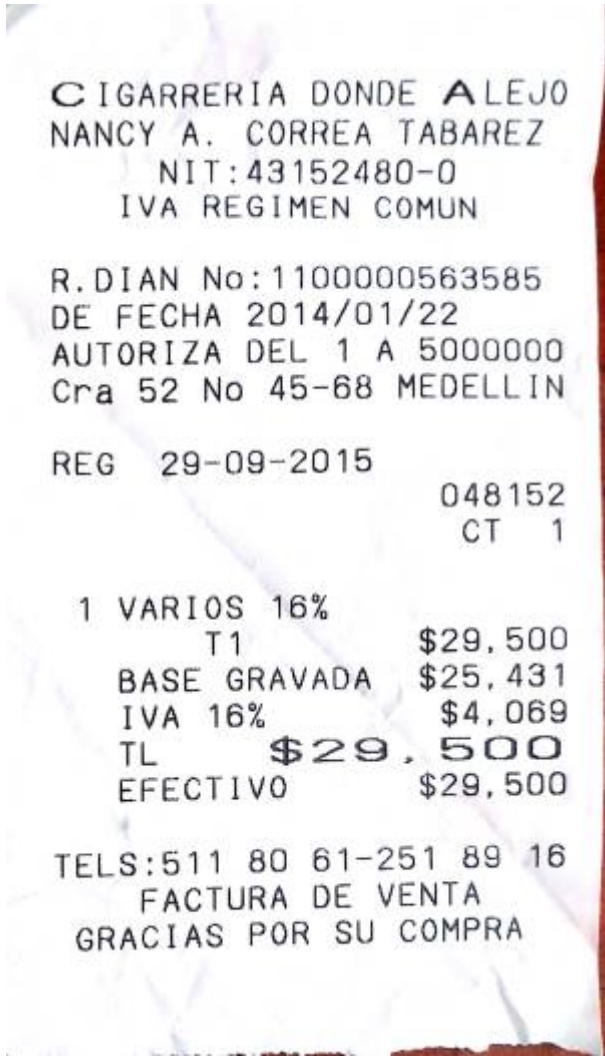 CIGARRERIA DONDE ALEJO
NANCY A. CORREA TABAREZ
NIT:43152480-0
IVA REGIMEN COMUN
R.DIAN No:1100000563585
DE FECHA 2014/01/22
AUTORIZA DEL 1 A 5000000
Cra 52 No 45-68 MEDELLIN
REG 29-09-2015
048152
CT 1
1 VARIOS 16%
T1 $29,500
BASE GRAVADA $25,431
IVA 16% $4,069
TL $29,500
EFECTIVO $29,500
TELS:511 80 61-251 89 16
FACTURA DE VENTA
GRACIAS POR SU COMPRA